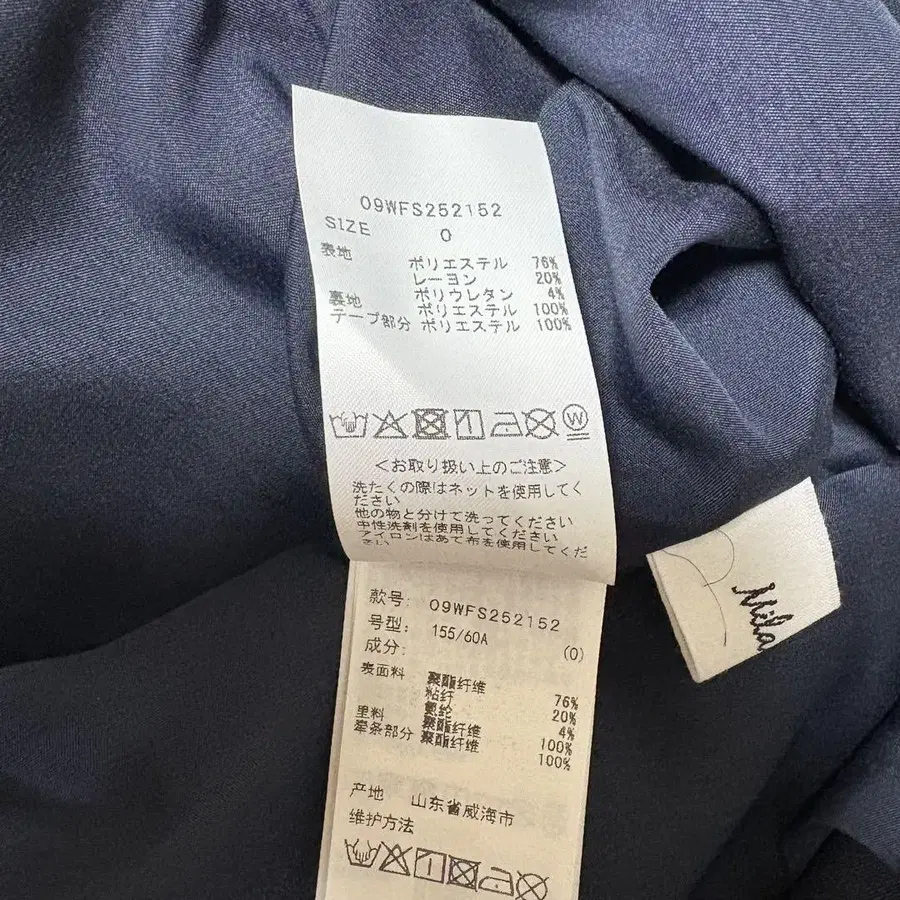 09WFS252152
SIZE 0
表地 ポリエステル 76%
レーヨン 20%
ポリウレタン 4%
裏地 ポリエステル 100%
テープ部分 ポリエステル 100%
W
<お取り扱い上のご注意>
洗たくの際はネットを使用してく
ださい
他の物と分けて洗ってください
中性洗剤を使用してください
アイロンはあて布を使用してくだ
さい
款号: 09WFS252152
号型: 155/60A (0)
成分:
表面料 聚酯纤维 76%
粘纤 20%
氨纶 4%
里料 聚酯纤维 100%
牵条部分 聚酯纤维 100%
产地 山东省威海市
维护方法
Mila